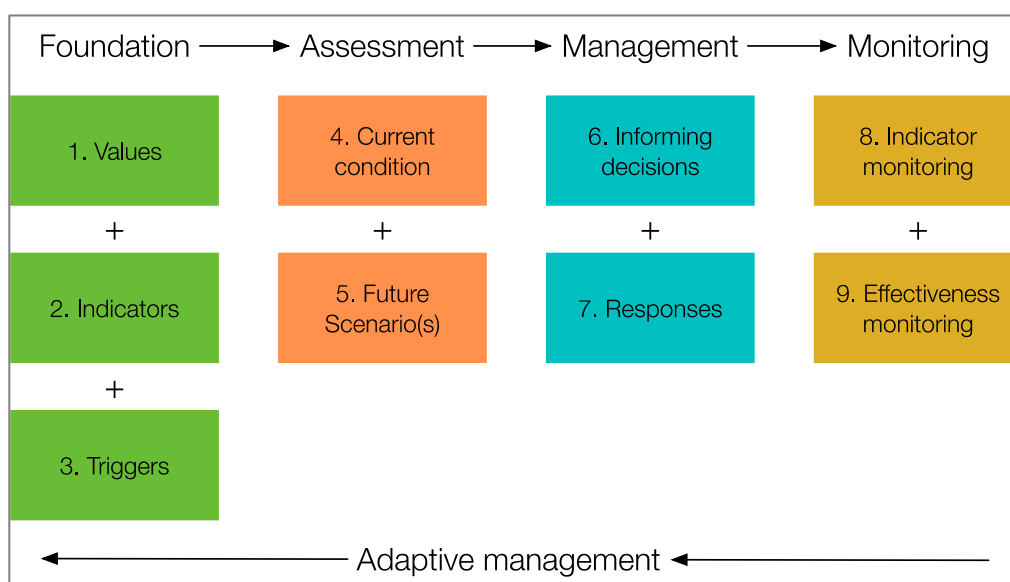 Foundation Assessment Management Monitoring
1. Values
+
2. Indicators
+
3. Triggers
4. Current
condition
+
5. Future
Scenario(s)
6. Informing
decisions
+
7. Responses
8. Indicator
monitoring
+
9. Effectiveness
monitoring
Adaptive management